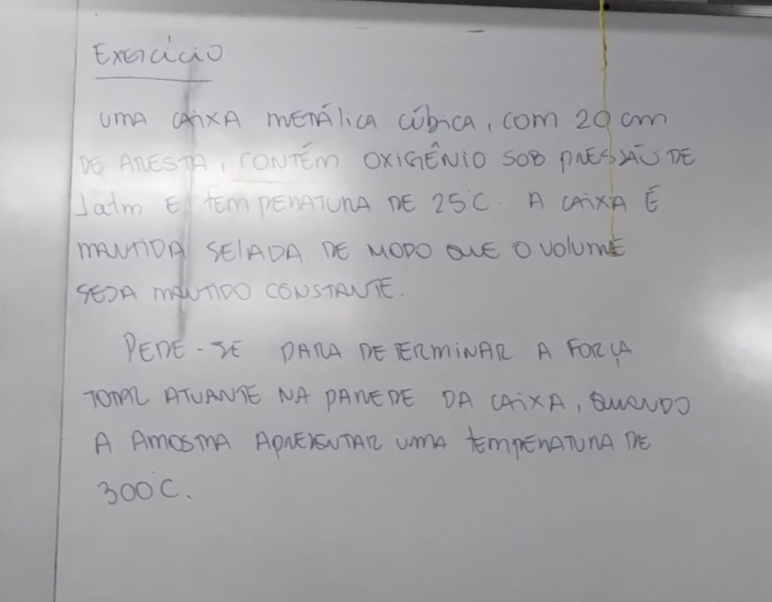 Exercício
UMA CAIXA METÁLICA CÚBICA, COM 20 cm
DE ARESTA, CONTÉM OXIGÊNIO SOB PRESSÃO DE
1 atm E TEMPERATURA DE 25°C. A CAIXA É
MANTIDA SELADA DE MODO QUE O VOLUME
SEJA MANTIDO CONSTANTE.
PEDE-SE PARA DETERMINAR A FORÇA
TOTAL ATUANTE NA PAREDE DA CAIXA, QUANDO
A AMOSTRA APRESENTAR UMA TEMPERATURA DE
300°C.